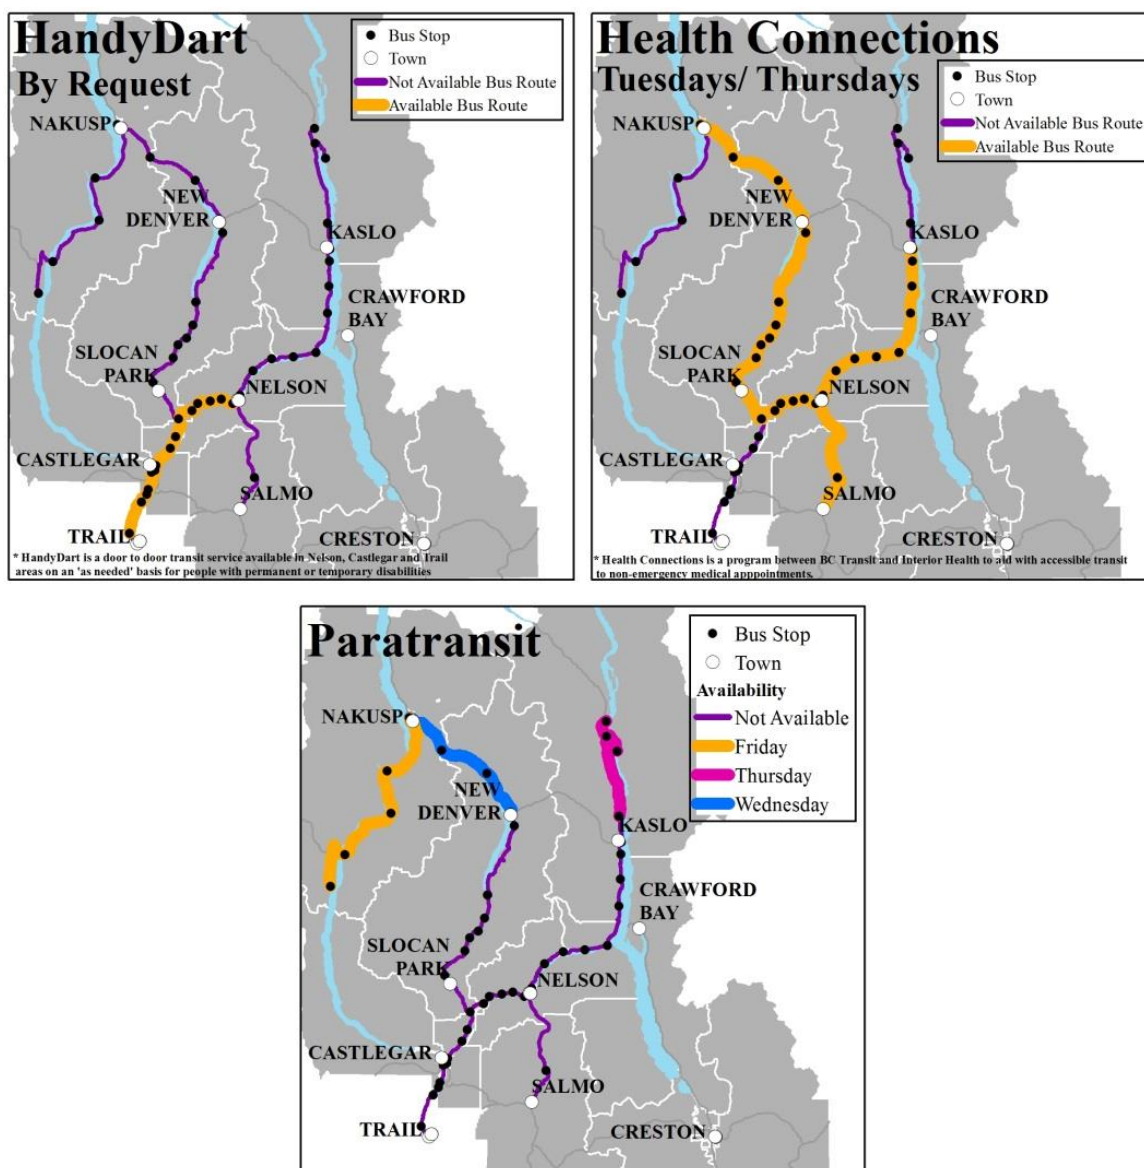 HandyDart
By Request
Bus Stop
Town
Not Available Bus Route
Available Bus Route
NAKUSP
NEW
DENVER
KASLO
CRAWFORD
BAY
SLOCAN
PARK
NELSON
CASTLEGAR
SALMO
TRAIL
CRESTON
* HandyDart is a door to door transit service available in Nelson, Castlegar and Trail
areas on an 'as needed' basis for people with permanent or temporary disabilities
Health Connections
Tuesdays/ Thursdays
Bus Stop
Town
Not Available Bus Route
Available Bus Route
NAKUSP
NEW
DENVER
KASLO
CRAWFORD
BAY
SLOCAN
PARK
NELSON
CASTLEGAR
SALMO
TRAIL
CRESTON
* Health Connections is a program between BC Transit and Interior Health to aid with accessible transit
to non-emergency medical apppointments.
Paratransit
Bus Stop
Town
Availability
Not Available
Friday
Thursday
Wednesday
NAKUSP
NEW
DENVER
KASLO
CRAWFORD
BAY
SLOCAN
PARK
NELSON
CASTLEGAR
SALMO
TRAIL
CRESTON